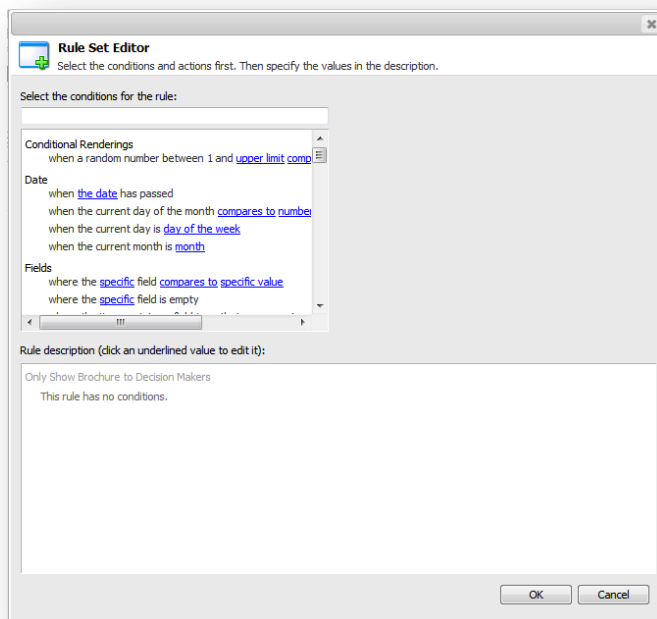 Rule Set Editor
Select the conditions and actions first. Then specify the values in the description.
Select the conditions for the rule:
Conditional Renderings
when a random number between 1 and upper limit comp
Date
when the date has passed
when the current day of the month compares to number
when the current day is day of the week
when the current month is month
Fields
where the specific field compares to specific value
where the specific field is empty
Rule description (click an underlined value to edit it):
Only Show Brochure to Decision Makers
This rule has no conditions.
OK
Cancel